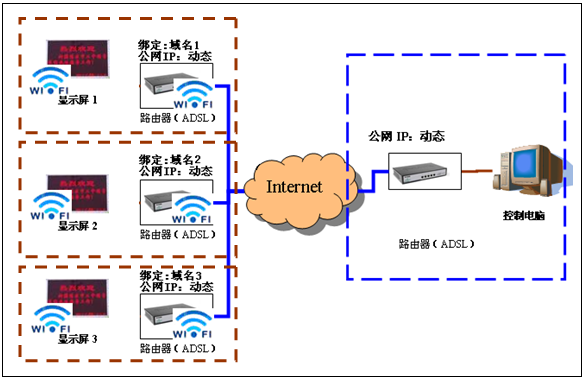 绑定:域名1
公网IP：动态
WI-FI
WI-FI
显示屏 1
路由器（ADSL）
绑定:域名2
公网IP：动态
WI-FI
WI-FI
显示屏 2
路由器（ADSL）
绑定:域名3
公网IP：动态
WI-FI
WI-FI
显示屏 3
路由器（ADSL）
Internet
公网 IP：动态
控制电脑
路由器（ADSL）